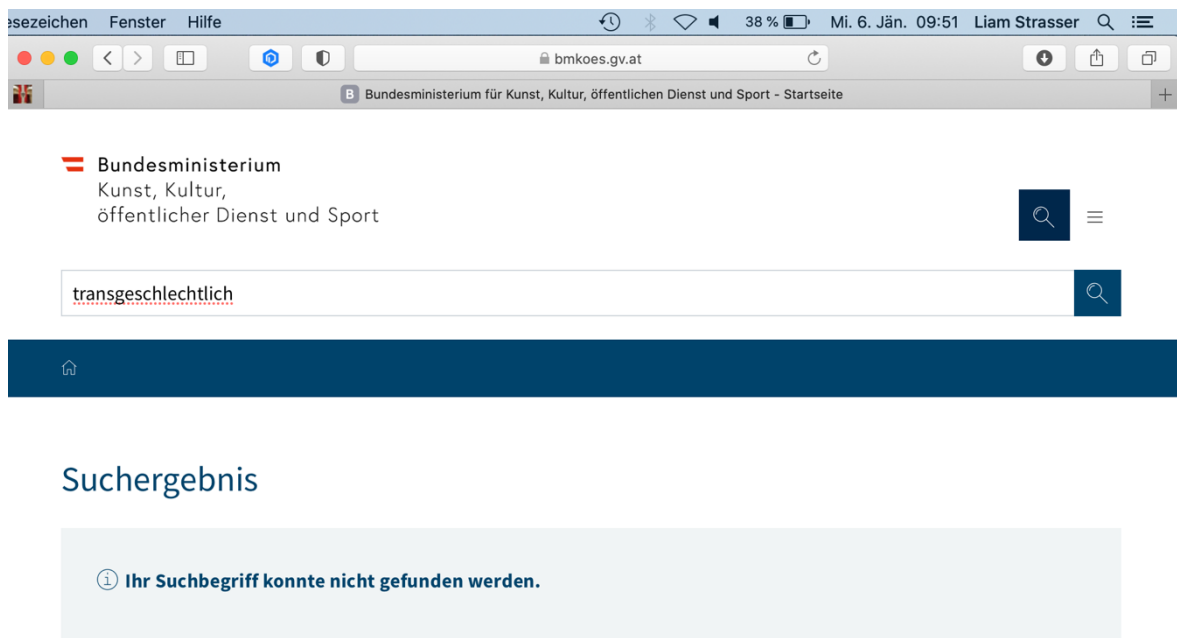 esezeichen Fenster Hilfe 38 % Mi. 6. Jän. 09:51 Liam Strasser
bmkoes.gv.at
B Bundesministerium für Kunst, Kultur, öffentlichen Dienst und Sport - Startseite
Bundesministerium
Kunst, Kultur,
öffentlicher Dienst und Sport
transgeschlechtlich
Suchergebnis
Ihr Suchbegriff konnte nicht gefunden werden.